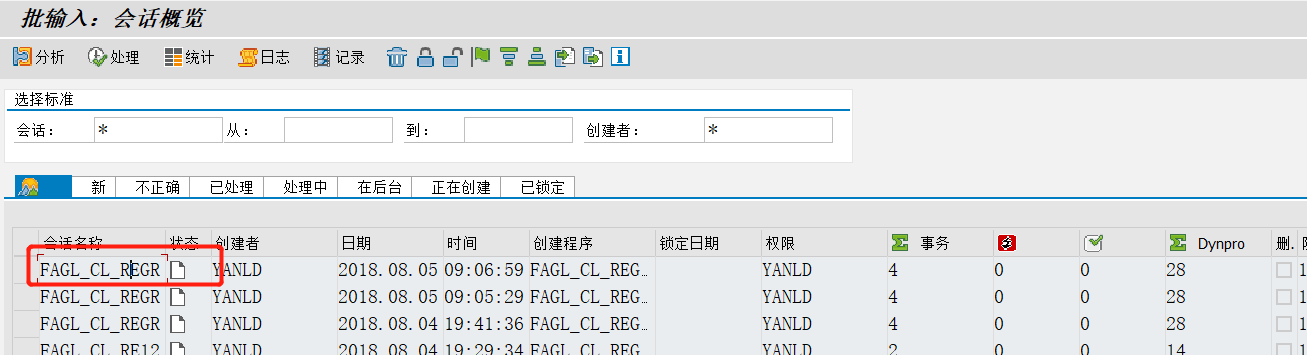 批输入：会话概览
分析 处理 统计 日志 记录
选择标准
会话： * 从： 到： 创建者： *
新 不正确 已处理 处理中 在后台 正在创建 已锁定
会话名称 状态 创建者 日期 时间 创建程序 锁定日期 权限 事务 Dynpro 删.
FAGL_CL_REGR YANLD 2018.08.05 09:06:59 FAGL_CL_REG… YANLD 4 0 0 28 1
FAGL_CL_REGR YANLD 2018.08.05 09:05:29 FAGL_CL_REG… YANLD 4 0 0 28 1
FAGL_CL_REGR YANLD 2018.08.04 19:41:36 FAGL_CL_REG… YANLD 4 0 0 28 1
FAGL_CL_RE12 YANLD 2018.08.04 19:29:34 FAGL_CL_REG YANLD 2 0 0 14 1